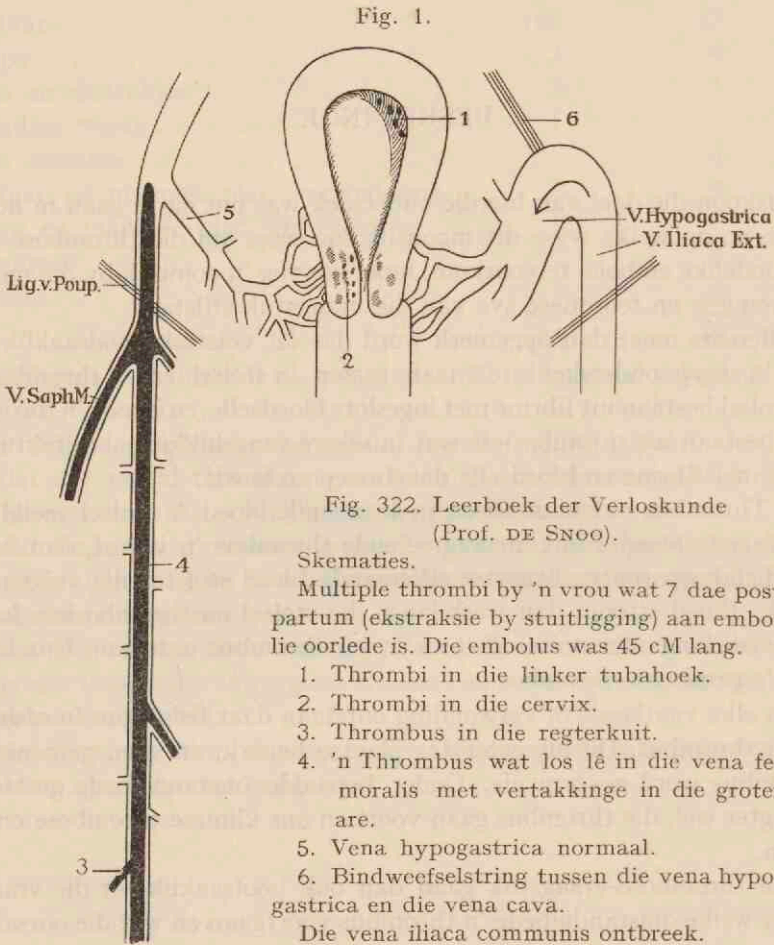 Fig. 1.
1
6
5
V.Hypogastrica
V. Iliaca Ext.
Lig.v.Poup.
2
V.SaphM.
4
3
Fig. 322. Leerboek der Verloskunde
(Prof. DE SNOO).
Skematies.
Multiple thrombi by 'n vrou wat 7 dae post
partum (ekstraksie by stuitligging) aan embo
lie oorlede is. Die embolus was 45 cM lang.
1. Thrombi in die linker tubahoek.
2. Thrombi in die cervix.
3. Thrombus in die regterkuit.
4. 'n Thrombus wat los lê in die vena fe
moralis met vertakkinge in die grote
are.
5. Vena hypogastrica normaal.
6. Bindweefselstring tussen die vena hypo
gastrica en die vena cava.
Die vena iliaca communis ontbreek.